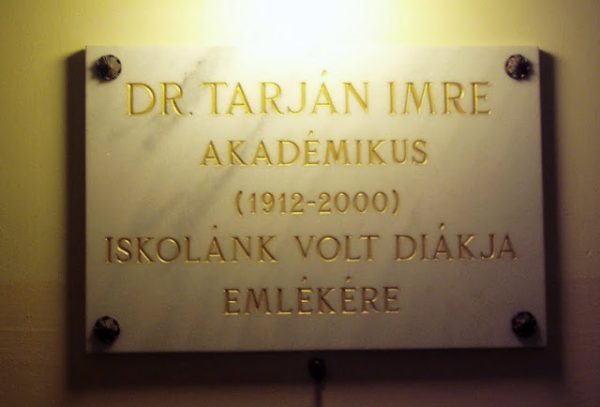 DR. TARJÁN IMRE
AKADÉMIKUS
(1912-2000)
ISKOLÁNK VOLT DIÁKJA
EMLÉKÉRE